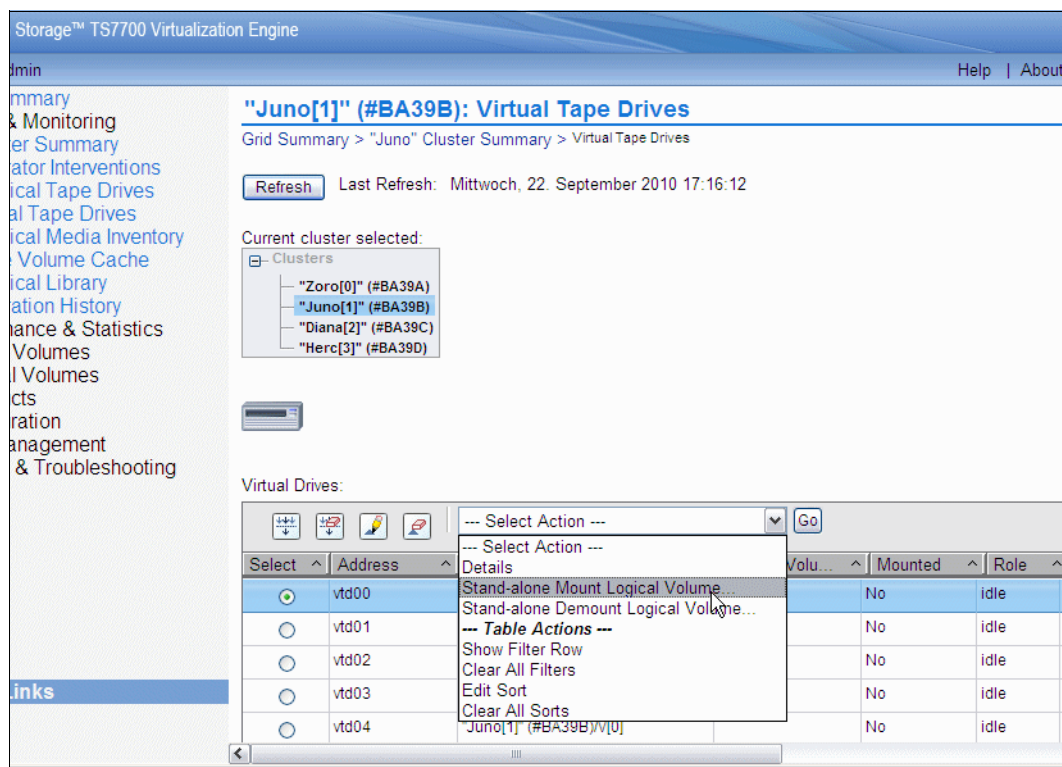 Storage™ TS7700 Virtualization Engine
dmin
Help | About
mmary
& Monitoring
er Summary
ator Interventions
ical Tape Drives
al Tape Drives
ical Media Inventory
e Volume Cache
ical Library
ation History
nance & Statistics
Volumes
l Volumes
cts
ration
anagement
& Troubleshooting
inks
"Juno[1]" (#BA39B): Virtual Tape Drives
Grid Summary > "Juno" Cluster Summary > Virtual Tape Drives
Refresh Last Refresh: Mittwoch, 22. September 2010 17:16:12
Current cluster selected:
Clusters
"Zoro[0]" (#BA39A)
"Juno[1]" (#BA39B)
"Diana[2]" (#BA39C)
"Herc[3]" (#BA39D)
Virtual Drives:
--- Select Action --- Go
--- Select Action ---
Details
Stand-alone Mount Logical Volume...
Stand-alone Demount Logical Volume...
--- Table Actions ---
Show Filter Row
Clear All Filters
Edit Sort
Clear All Sorts
Select Address Volu... Mounted Role
vtd00 No idle
vtd01 No idle
vtd02 No idle
vtd03 No idle
vtd04 "Juno[1]" (#BA39B)/V[0] No idle